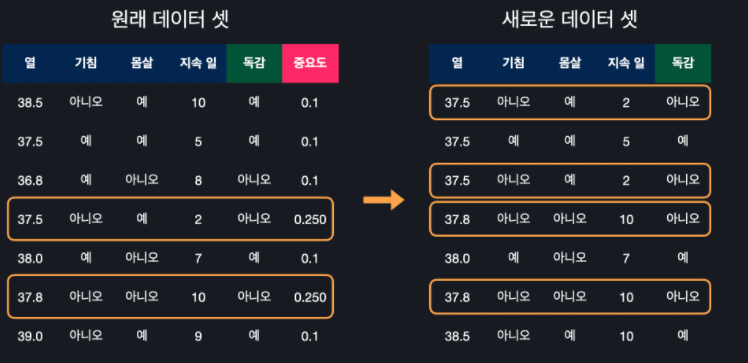 원래 데이터 셋
열 기침 몸살 지속 일 독감 중요도
38.5 아니오 예 10 예 0.1
37.5 예 예 5 예 0.1
36.8 예 아니오 8 아니오 0.1
37.5 아니오 예 2 아니오 0.250
38.0 예 아니오 7 예 0.1
37.8 아니오 아니오 10 아니오 0.250
39.0 아니오 예 9 예 0.1
새로운 데이터 셋
열 기침 몸살 지속 일 독감
37.5 아니오 예 2 아니오
37.5 예 예 5 예
37.5 아니오 예 2 아니오
37.8 아니오 아니오 10 아니오
38.0 예 아니오 7 예
37.8 아니오 아니오 10 아니오
38.5 아니오 예 10 예